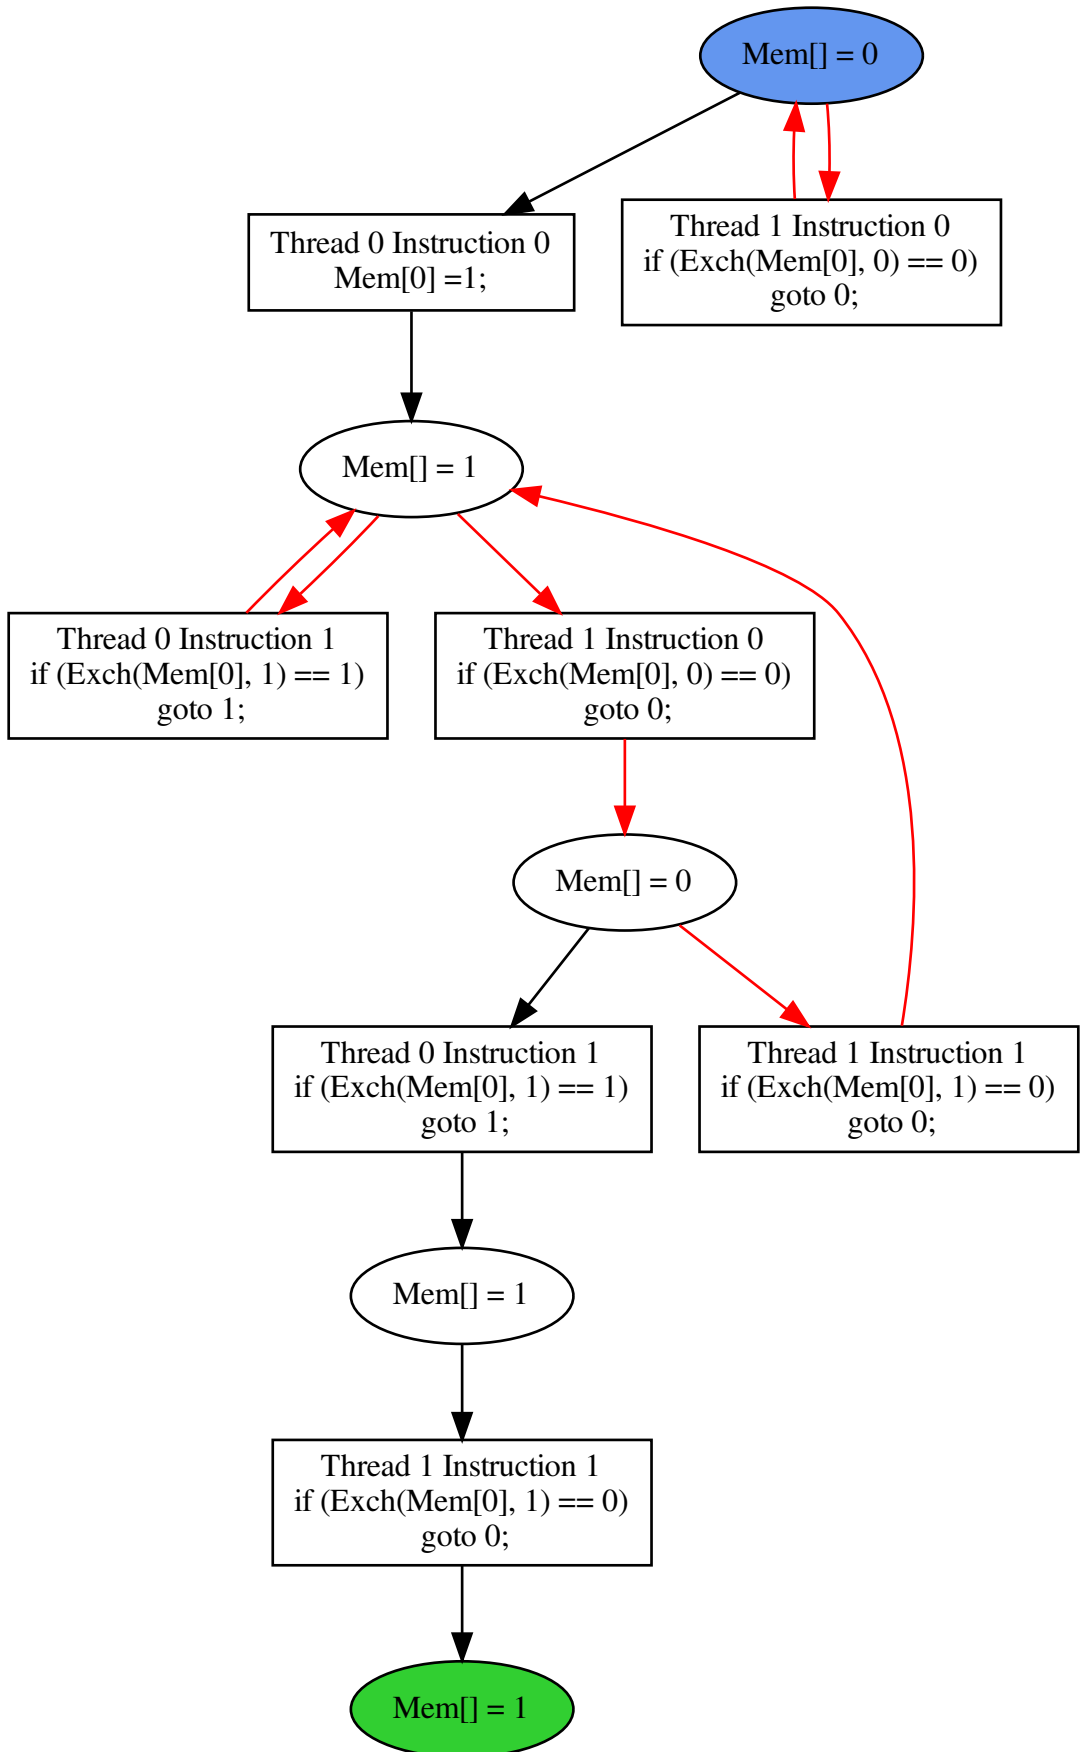 Mem[] = 0
Thread 0 Instruction 0
Mem[0] =1;
Thread 1 Instruction 0
if (Exch(Mem[0], 0) == 0)
goto 0;
Mem[] = 1
Thread 0 Instruction 1
if (Exch(Mem[0], 1) == 1)
goto 1;
Thread 1 Instruction 0
if (Exch(Mem[0], 0) == 0)
goto 0;
Mem[] = 0
Thread 0 Instruction 1
if (Exch(Mem[0], 1) == 1)
goto 1;
Thread 1 Instruction 1
if (Exch(Mem[0], 1) == 0)
goto 0;
Mem[] = 1
Thread 1 Instruction 1
if (Exch(Mem[0], 1) == 0)
goto 0;
Mem[] = 1